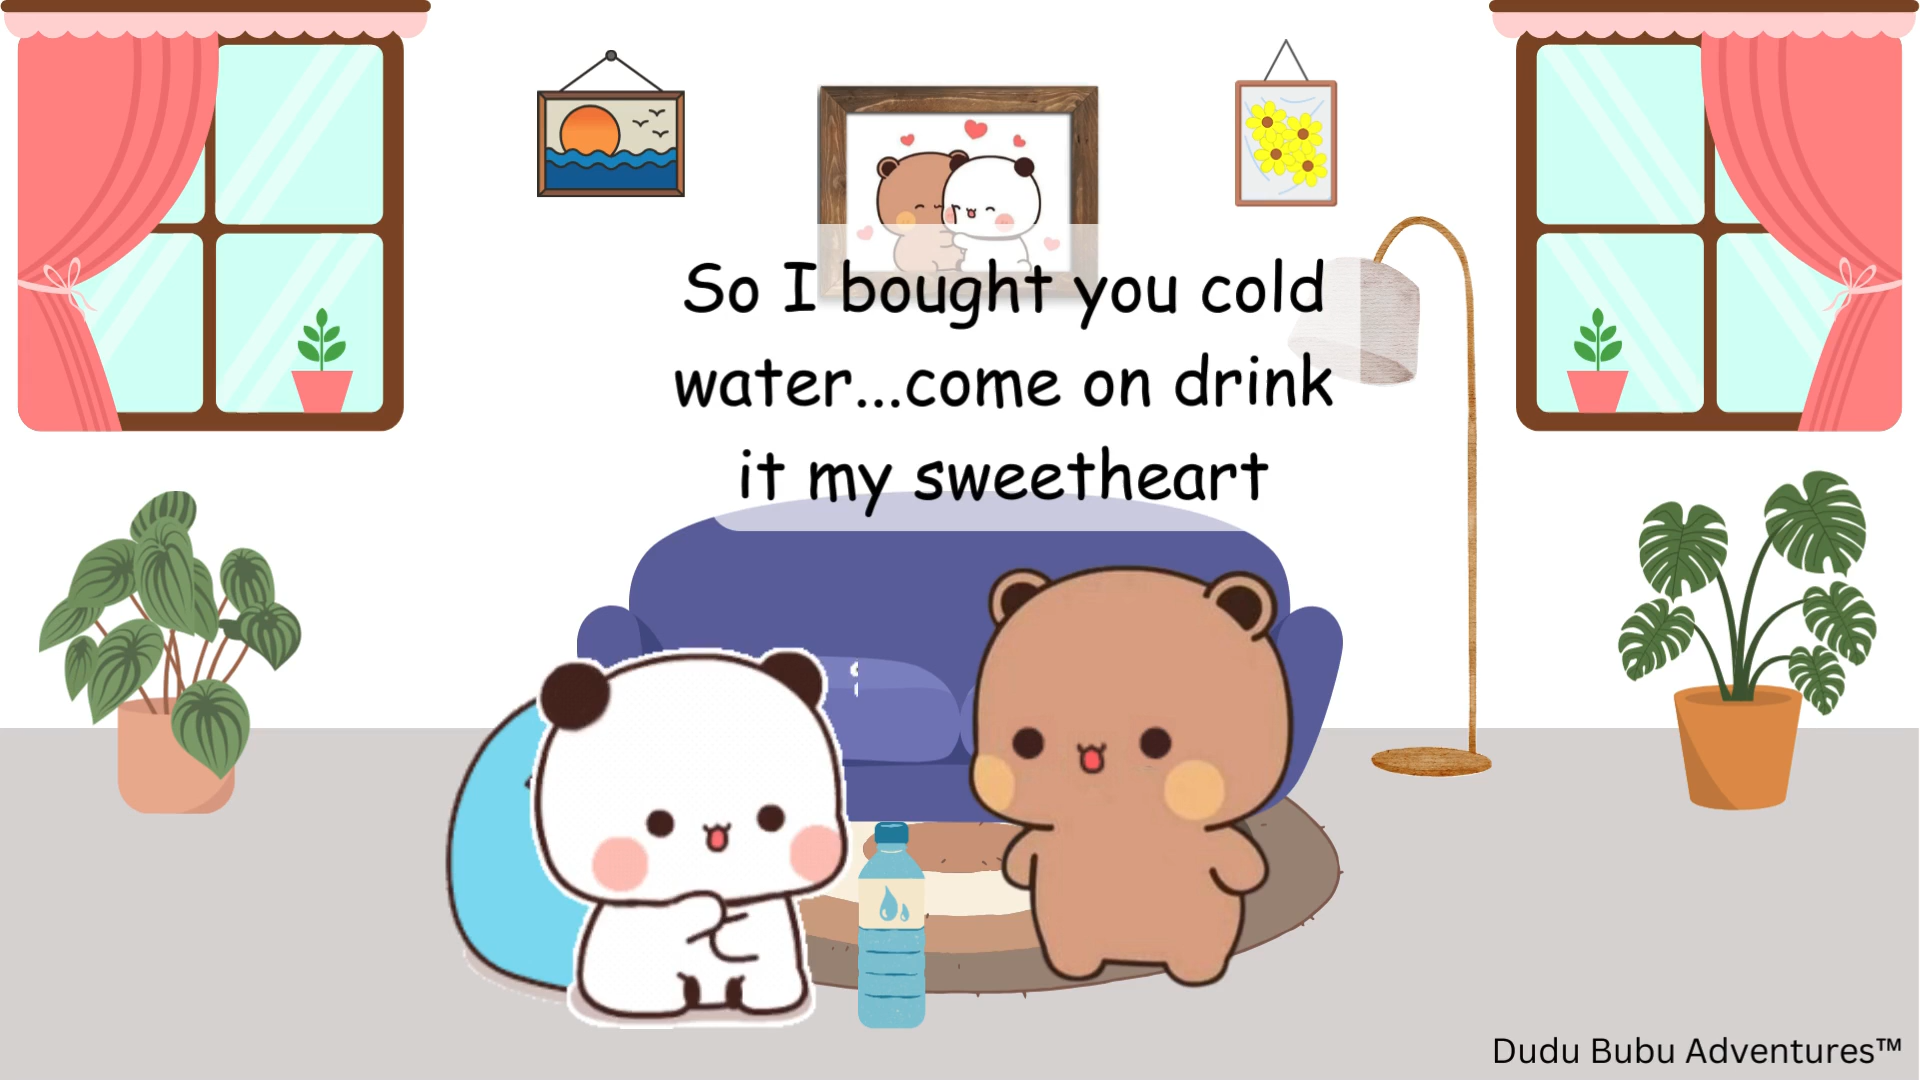 So I bought you cold
water...come on drink
it my sweetheart
Dudu Bubu Adventures™